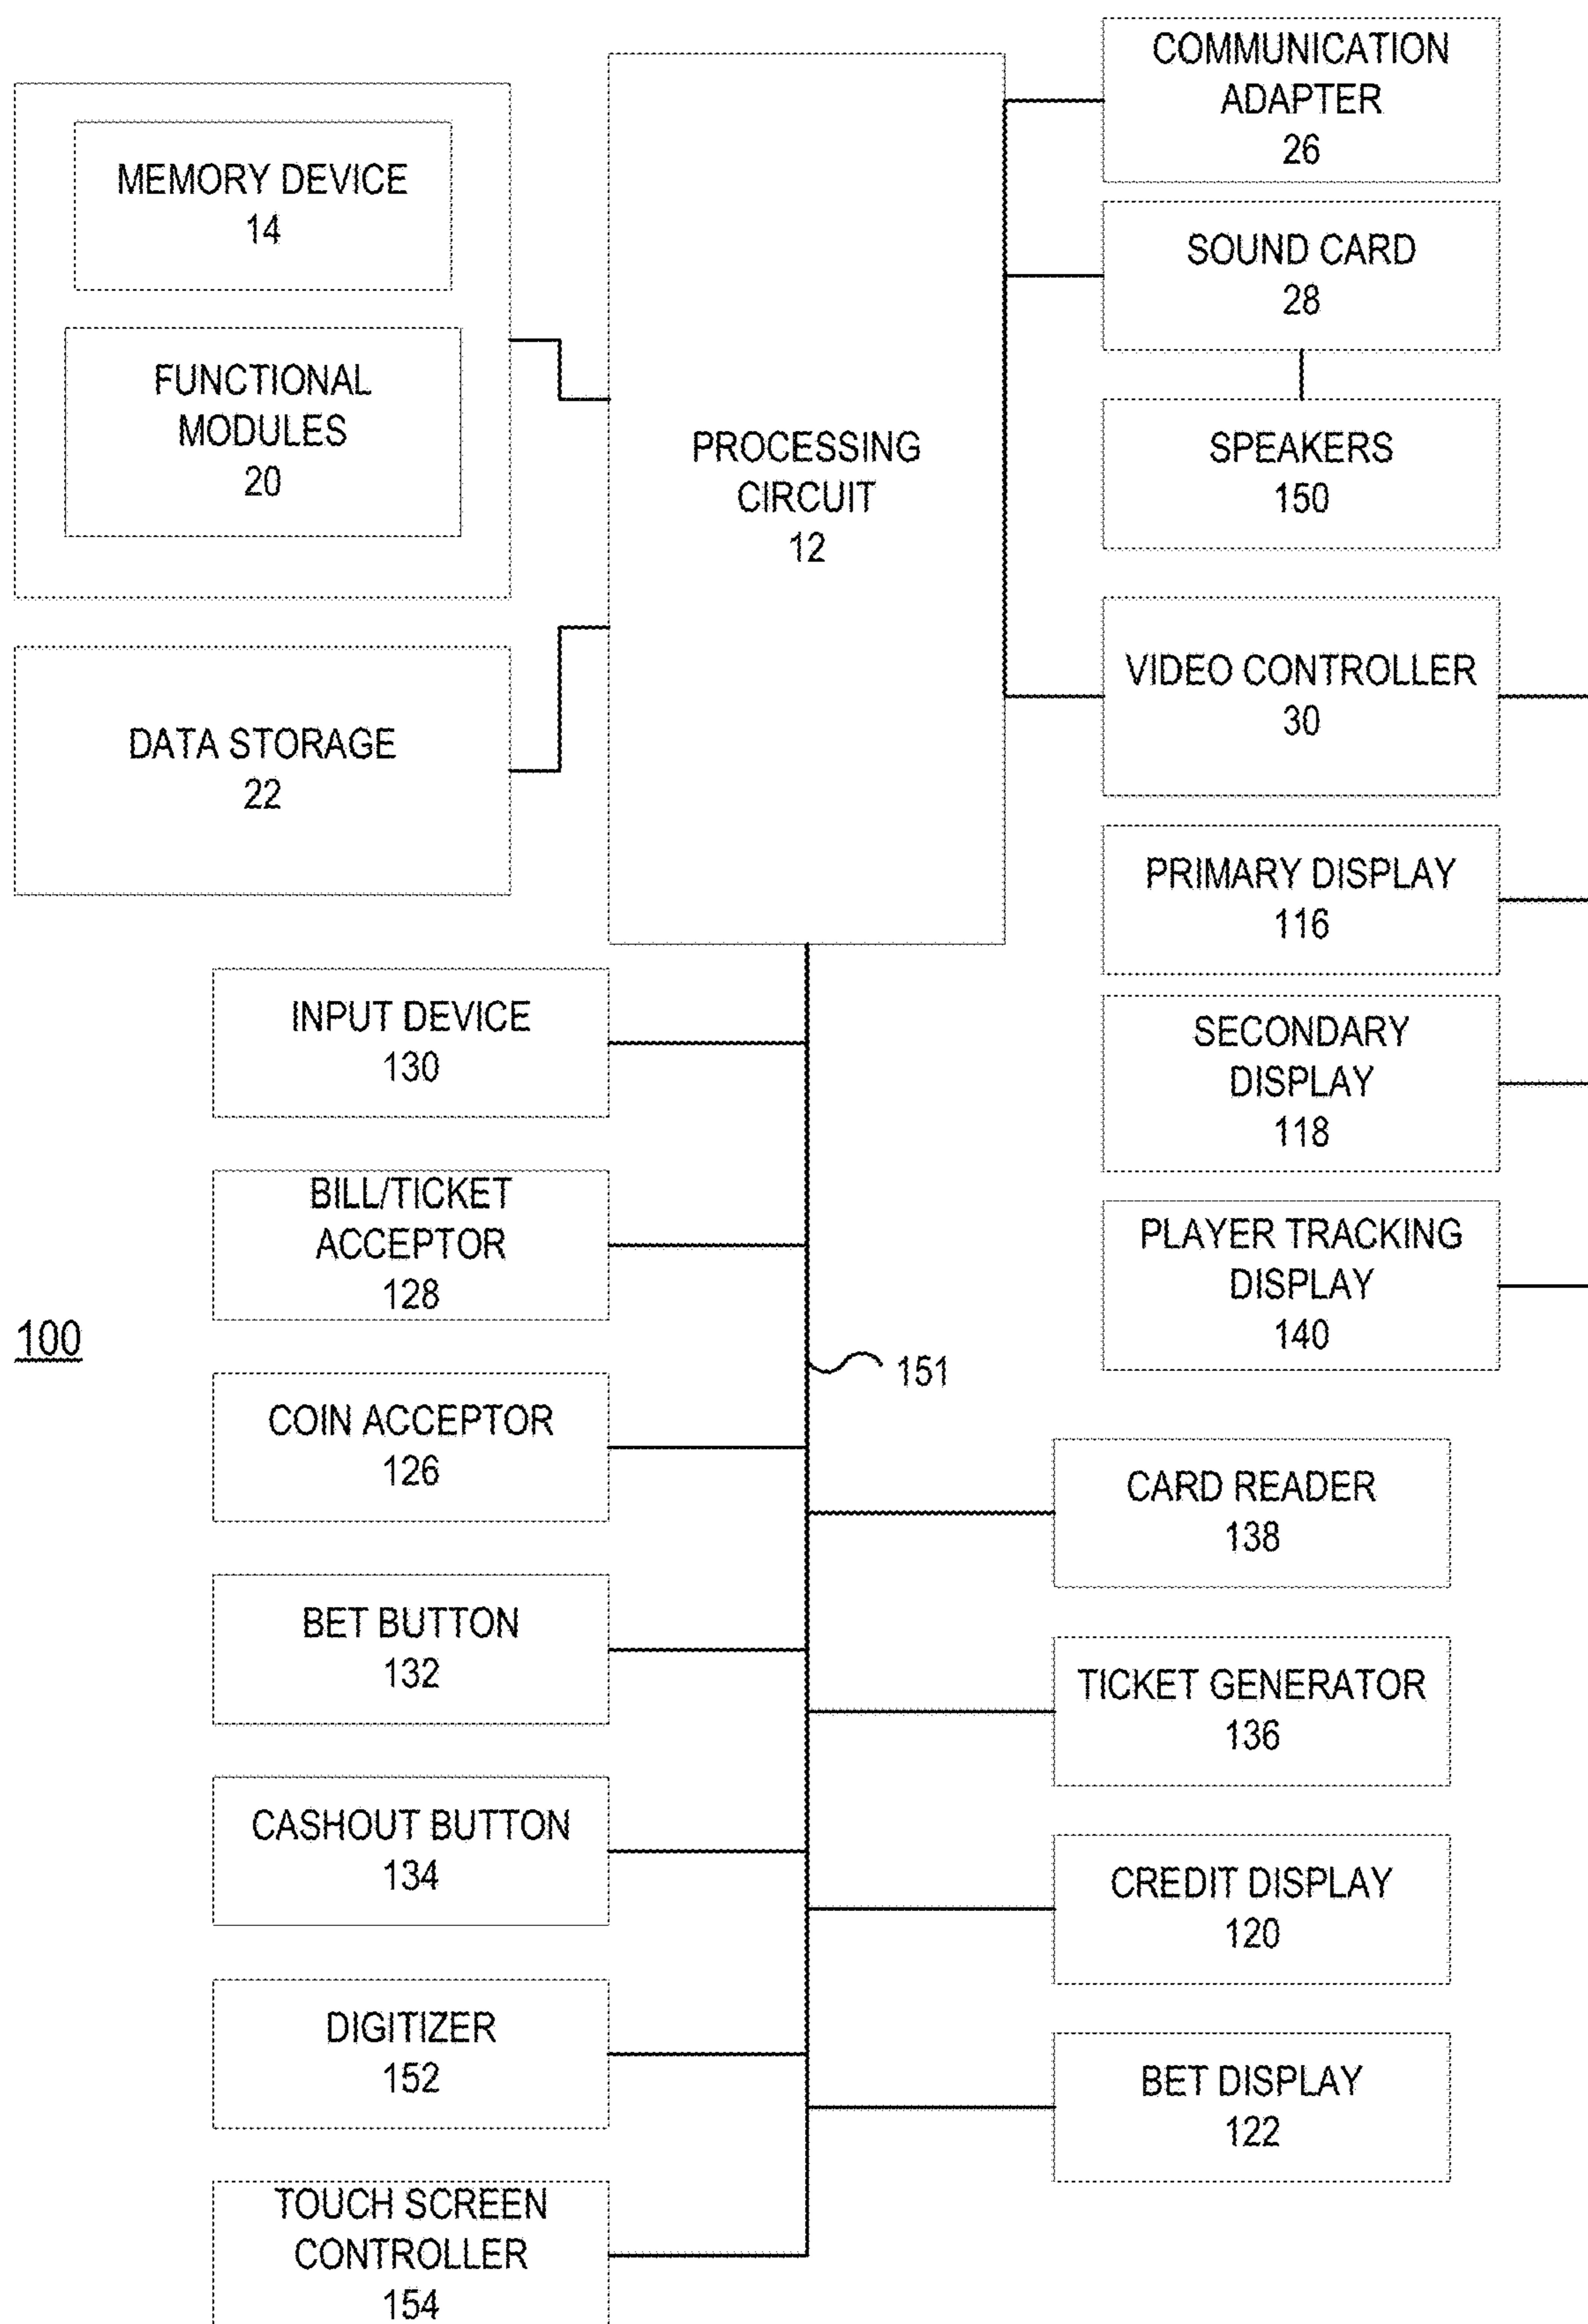 COMMUNICATION
ADAPTER
26
MEMORY DEVICE
14
SOUND CARD
28
FUNCTIONAL
MODULES
20
PROCESSING
CIRCUIT
12
SPEAKERS
150
VIDEO CONTROLLER
30
DATA STORAGE
22
PRIMARY DISPLAY
116
SECONDARY
DISPLAY
118
PLAYER TRACKING
DISPLAY
140
INPUT DEVICE
130
BILL/TICKET
ACCEPTOR
128
100
151
COIN ACCEPTOR
126
BET BUTTON
132
CASHOUT BUTTON
134
DIGITIZER
152
TOUCH SCREEN
CONTROLLER
154
CARD READER
138
TICKET GENERATOR
136
CREDIT DISPLAY
120
BET DISPLAY
122